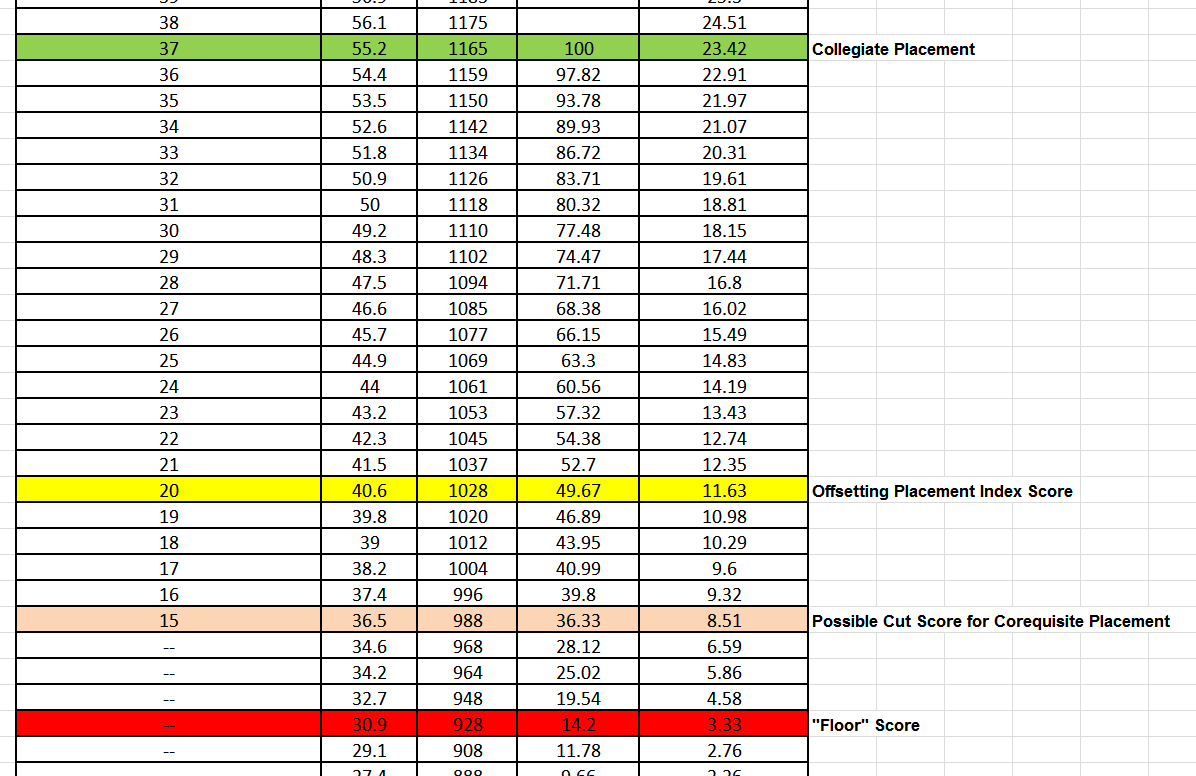 38 56.1 1175 24.51
37 55.2 1165 100 23.42 Collegiate Placement
36 54.4 1159 97.82 22.91
35 53.5 1150 93.78 21.97
34 52.6 1142 89.93 21.07
33 51.8 1134 86.72 20.31
32 50.9 1126 83.71 19.61
31 50 1118 80.32 18.81
30 49.2 1110 77.48 18.15
29 48.3 1102 74.47 17.44
28 47.5 1094 71.71 16.8
27 46.6 1085 68.38 16.02
26 45.7 1077 66.15 15.49
25 44.9 1069 63.3 14.83
24 44 1061 60.56 14.19
23 43.2 1053 57.32 13.43
22 42.3 1045 54.38 12.74
21 41.5 1037 52.7 12.35
20 40.6 1028 49.67 11.63 Offsetting Placement Index Score
19 39.8 1020 46.89 10.98
18 39 1012 43.95 10.29
17 38.2 1004 40.99 9.6
16 37.4 996 39.8 9.32
15 36.5 988 36.33 8.51 Possible Cut Score for Corequisite Placement
-- 34.6 968 28.12 6.59
-- 34.2 964 25.02 5.86
-- 32.7 948 19.54 4.58
-- 30.9 928 14.2 3.33 "Floor" Score
-- 29.1 908 11.78 2.76